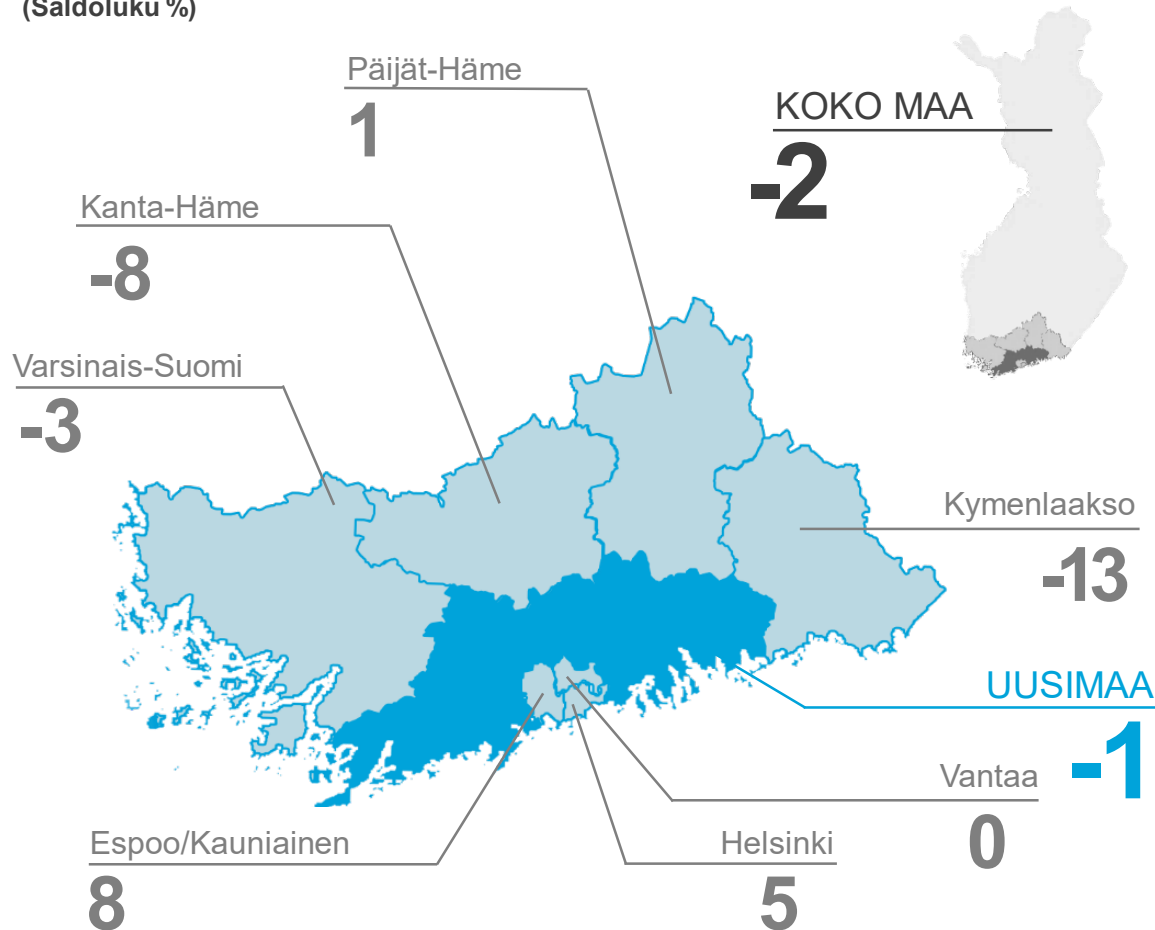 (Saldoluku %)
Päijät-Häme
1
KOKO MAA
-2
Kanta-Häme
-8
Varsinais-Suomi
-3
Kymenlaakso
-13
UUSIMAA
-1
Vantaa
0
Espoo/Kauniainen
8
Helsinki
5